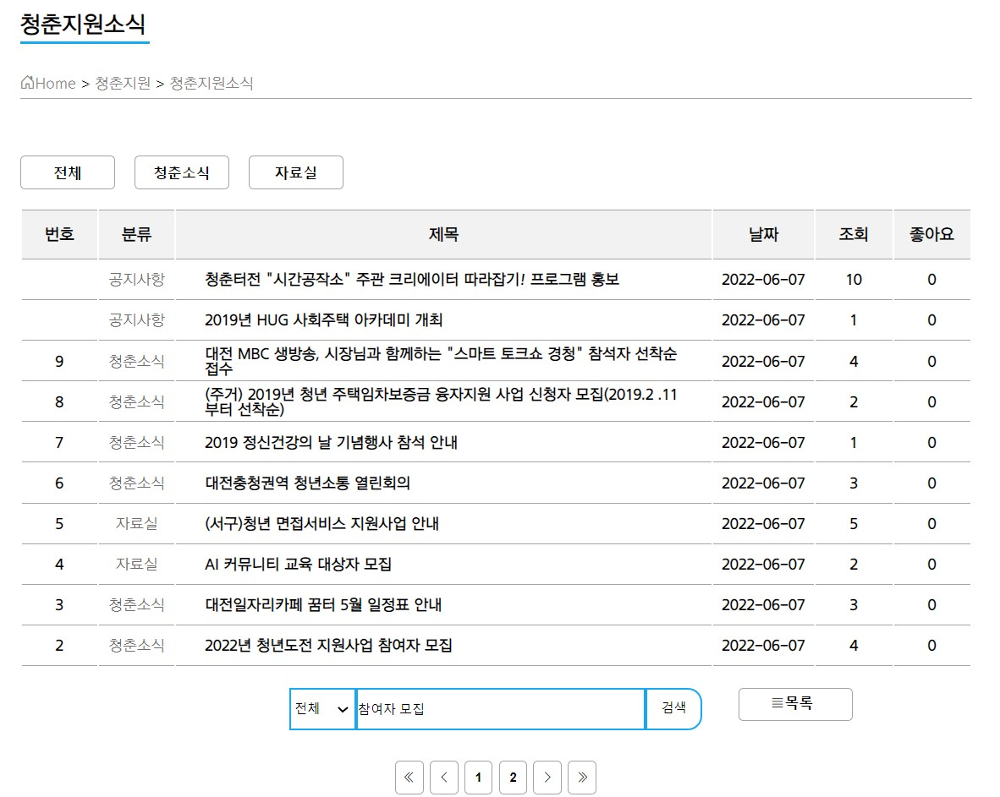 청춘지원소식
Home > 청춘지원 > 청춘지원소식
전체 청춘소식 자료실
번호 분류 제목 날짜 조회 좋아요
공지사항 청춘터전 "시간공작소" 주관 크리에이터 따라잡기! 프로그램 홍보 2022-06-07 10 0
공지사항 2019년 HUG 사회주택 아카데미 개최 2022-06-07 1 0
9 청춘소식 대전 MBC 생방송, 시장님과 함께하는 "스마트 토크쇼 경청" 참석자 선착순
접수 2022-06-07 4 0
8 청춘소식 (주거) 2019년 청년 주택임차보증금 융자지원 사업 신청자 모집(2019.2 .11
부터 선착순) 2022-06-07 2 0
7 청춘소식 2019 정신건강의 날 기념행사 참석 안내 2022-06-07 1 0
6 청춘소식 대전충청권역 청년소통 열린회의 2022-06-07 3 0
5 자료실 (서구)청년 면접서비스 지원사업 안내 2022-06-07 5 0
4 자료실 AI 커뮤니티 교육 대상자 모집 2022-06-07 2 0
3 청춘소식 대전일자리카페 꿈터 5월 일정표 안내 2022-06-07 3 0
2 청춘소식 2022년 청년도전 지원사업 참여자 모집 2022-06-07 4 0
전체 참여자 모집 검색 목록
1 2